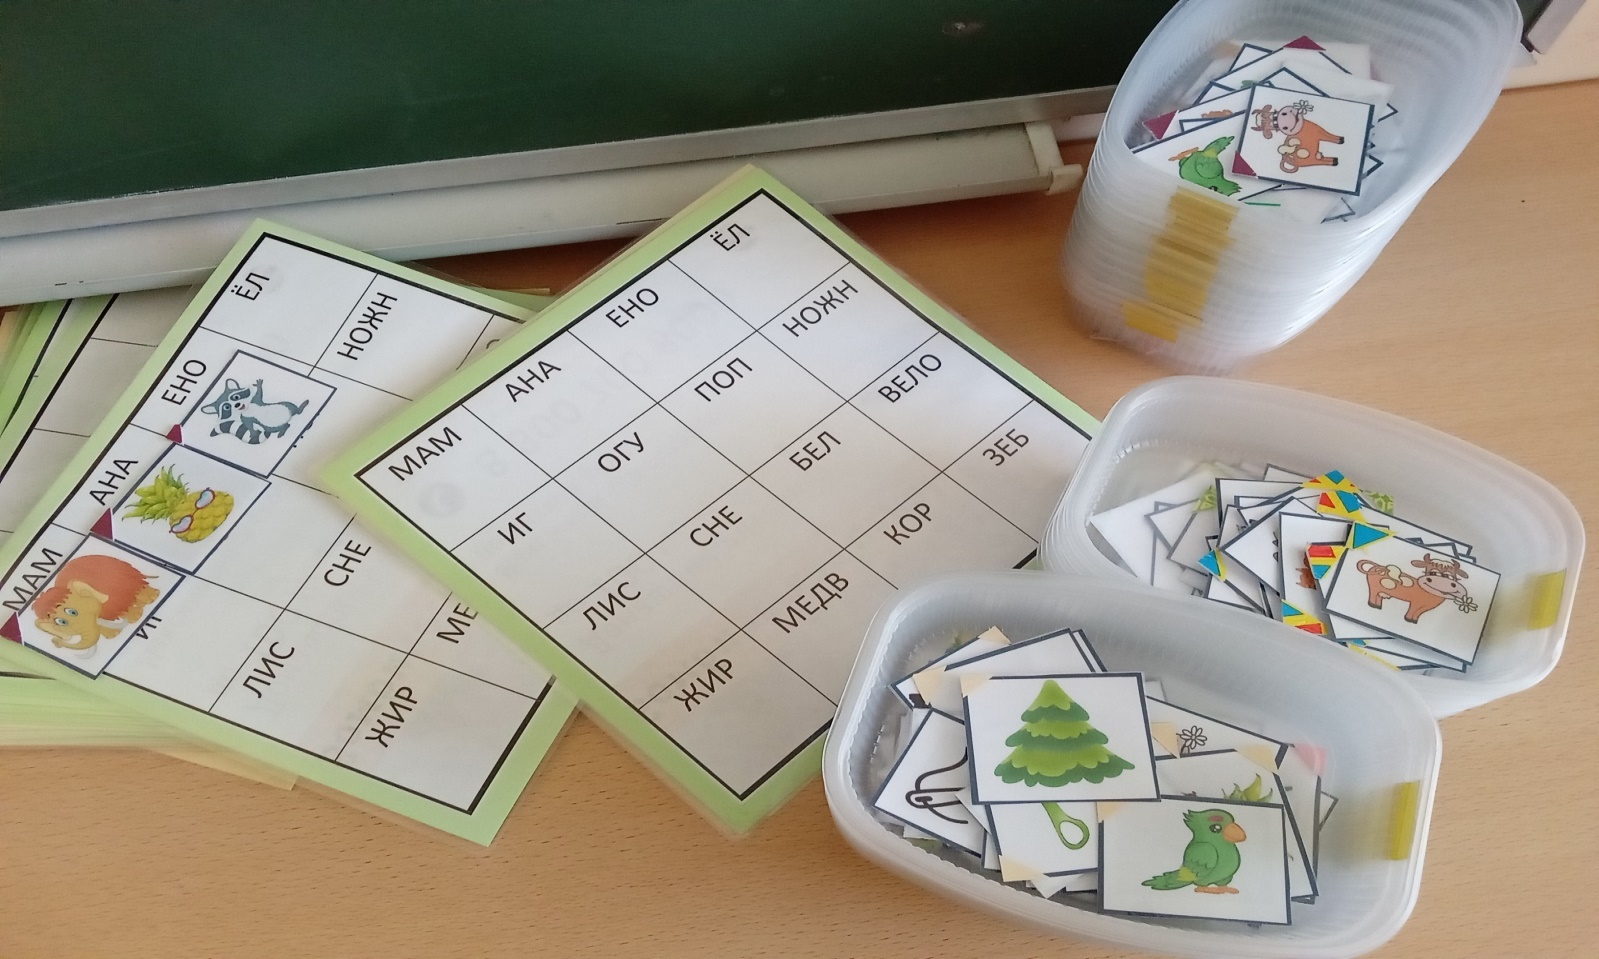 МАМ АНА ЕНО ЁЛ
НОЖН
ЛИС СНЕ
ЖИР МЕ
МАМ АНА ЕНО ЁЛ
ИГ ОГУ ПОП НОЖН
ЛИС СНЕ БЕЛ ВЕЛО
ЖИР МЕДВ КОР ЗЕБ